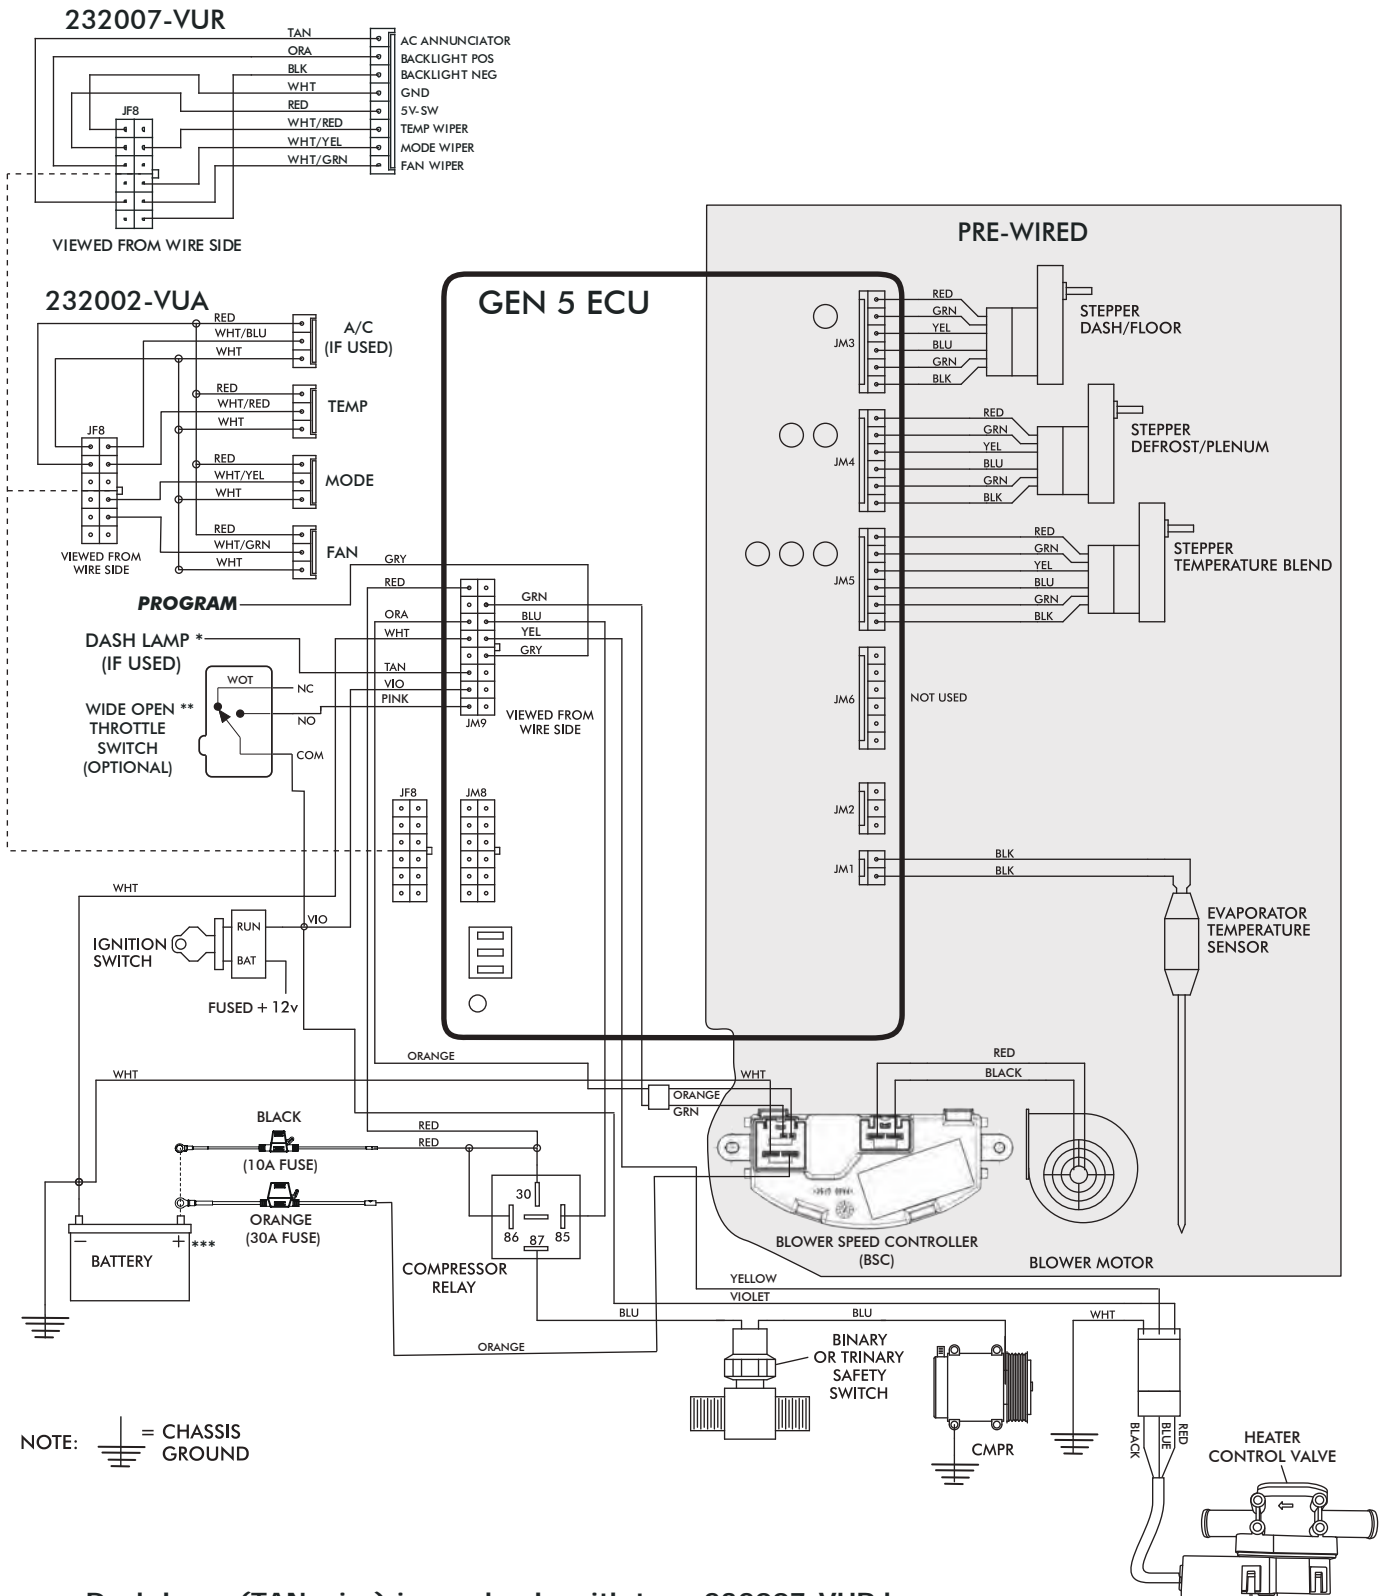 232007-VUR
TAN
ORA
BLK
WHT
RED
WHT/RED
WHT/YEL
WHT/GRN
AC ANNUNCIATOR
BACKLIGHT POS
BACKLIGHT NEG
GND
5V-SW
TEMP WIPER
MODE WIPER
FAN WIPER
JF8
VIEWED FROM WIRE SIDE
232002-VUA
RED
WHT/BLU
WHT
A/C
(IF USED)
RED
WHT/RED
WHT
TEMP
JF8
RED
WHT/YEL
WHT
MODE
RED
WHT/GRN
WHT
FAN
VIEWED FROM
WIRE SIDE
GEN 5 ECU
PRE-WIRED
JM3
RED
GRN
YEL
BLU
GRN
BLK
STEPPER
DASH/FLOOR
JM4
RED
GRN
YEL
BLU
GRN
BLK
STEPPER
DEFROST/PLENUM
JM5
RED
GRN
YEL
BLU
GRN
BLK
STEPPER
TEMPERATURE BLEND
JM6
NOT USED
JM2
JM1
BLK
BLK
EVAPORATOR
TEMPERATURE
SENSOR
PROGRAM
GRY
RED
ORA
WHT
TAN
VIO
PINK
GRN
BLU
YEL
GRY
JM9
VIEWED FROM
WIRE SIDE
DASH LAMP *
(IF USED)
WIDE OPEN **
THROTTLE
SWITCH
(OPTIONAL)
WOT
NC
NO
COM
JF8
JM8
WHT
IGNITION
SWITCH
RUN
BAT
VIO
FUSED + 12v
ORANGE
WHT
WHT
ORANGE
GRN
RED
BLACK
BLACK
(10A FUSE)
RED
RED
ORANGE
(30A FUSE)
30
86
87
85
COMPRESSOR
RELAY
BATTERY
−
+
***
BLOWER SPEED CONTROLLER
(BSC)
BLOWER MOTOR
YELLOW
VIOLET
BLU
BLU
ORANGE
BINARY
OR TRINARY
SAFETY
SWITCH
CMPR
WHT
BLACK
BLUE
RED
HEATER
CONTROL VALVE
NOTE:
= CHASSIS
GROUND